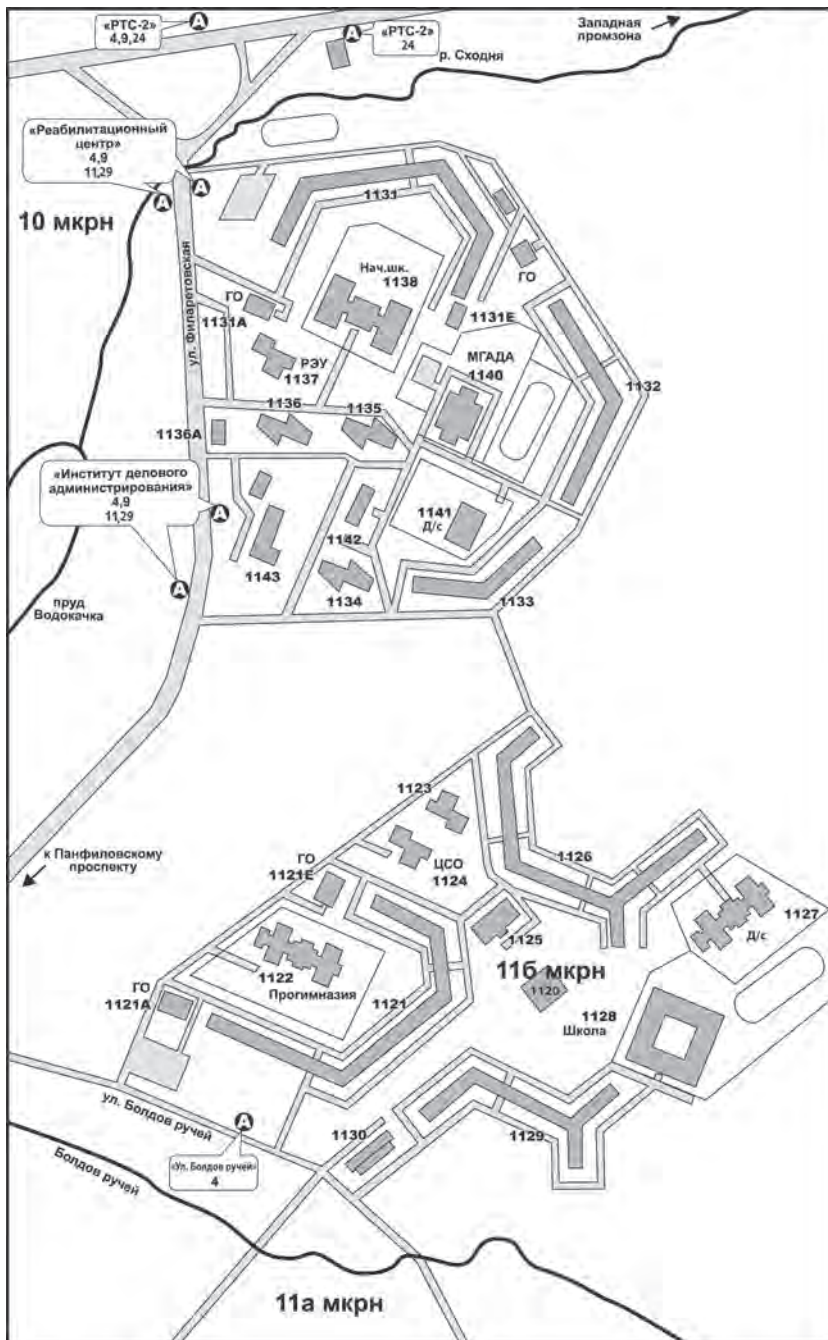 «РТС-2»
4,9,24
«РТС-2»
24
Западная
промзона
р. Сходня
«Реабилитационный
центр»
4,9
11,29
10 мкрн
ул. Филаретовская
1131
Нач.шк.
1138
ГО
ГО
1131А
1131Е
РЭУ
1137
МГАДА
1140
1132
1136
1135
1136А
«Институт делового
администрирования»
4,9
11,29
1141
Д/с
1142
1143
1134
1133
пруд
Водокачка
1123
к Панфиловскому
проспекту
ГО
1121Е
ЦСО
1124
1126
1127
Д/с
1125
11б мкрн
1120
1122
Прогимназия
1121
ГО
1121А
1128
Школа
ул. Болдов ручей
1130
1129
«Ул. Болдов ручей»
4
Болдов ручей
11а мкрн
А
А
А
А
А
А
А